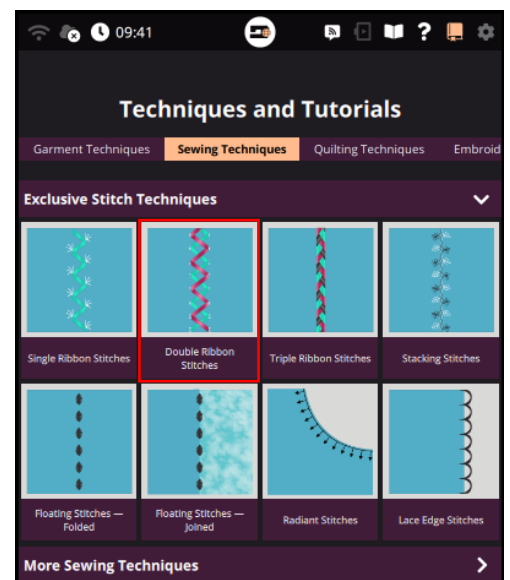 09:41
?
Techniques and Tutorials
Garment Techniques Sewing Techniques Quilting Techniques Embroid
Exclusive Stitch Techniques
Single Ribbon Stitches
Double Ribbon
Stitches
Triple Ribbon Stitches
Stacking Stitches
Floating Stitches —
Folded
Floating Stitches —
Joined
Radiant Stitches
Lace Edge Stitches
More Sewing Techniques